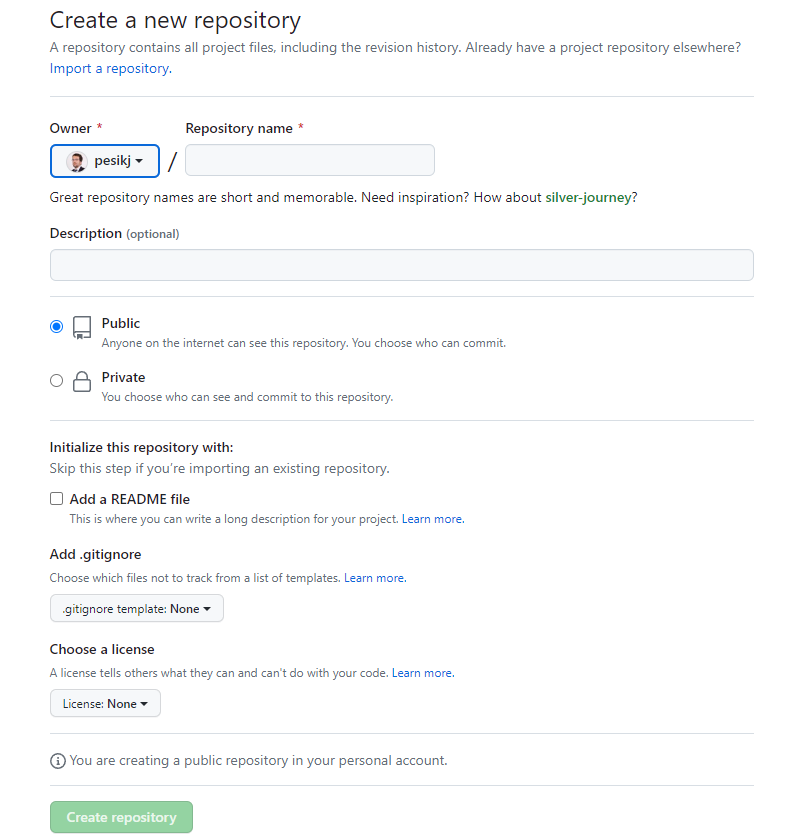 Create a new repository
A repository contains all project files, including the revision history. Already have a project repository elsewhere?
Import a repository.
Owner * Repository name *
pesikj / 
Great repository names are short and memorable. Need inspiration? How about silver-journey?
Description (optional)
Public
Anyone on the internet can see this repository. You choose who can commit.
Private
You choose who can see and commit to this repository.
Initialize this repository with:
Skip this step if you’re importing an existing repository.
Add a README file
This is where you can write a long description for your project. Learn more.
Add .gitignore
Choose which files not to track from a list of templates. Learn more.
.gitignore template: None
Choose a license
A license tells others what they can and can't do with your code. Learn more.
License: None
You are creating a public repository in your personal account.
Create repository